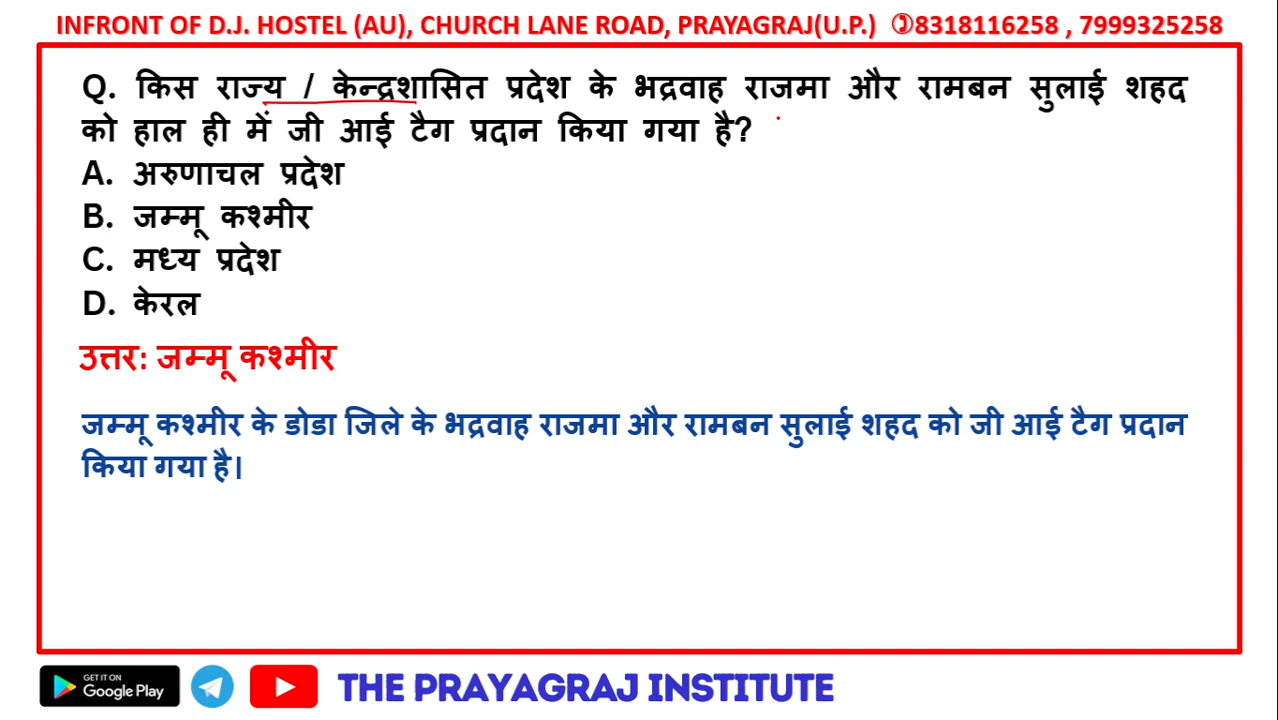 INFRONT OF D.J. HOSTEL (AU), CHURCH LANE ROAD, PRAYAGRAJ(U.P.) ✆8318116258 , 7999325258
Q. किस राज्य / केन्द्रशासित प्रदेश के भद्रवाह राजमा और रामबन सुलाई शहद
को हाल ही में जी आई टैग प्रदान किया गया है?
A. अरुणाचल प्रदेश
B. जम्मू कश्मीर
C. मध्य प्रदेश
D. केरल
उत्तर: जम्मू कश्मीर
जम्मू कश्मीर के डोडा जिले के भद्रवाह राजमा और रामबन सुलाई शहद को जी आई टैग प्रदान
किया गया है।
GET IT ON
Google Play
THE PRAYAGRAJ INSTITUTE